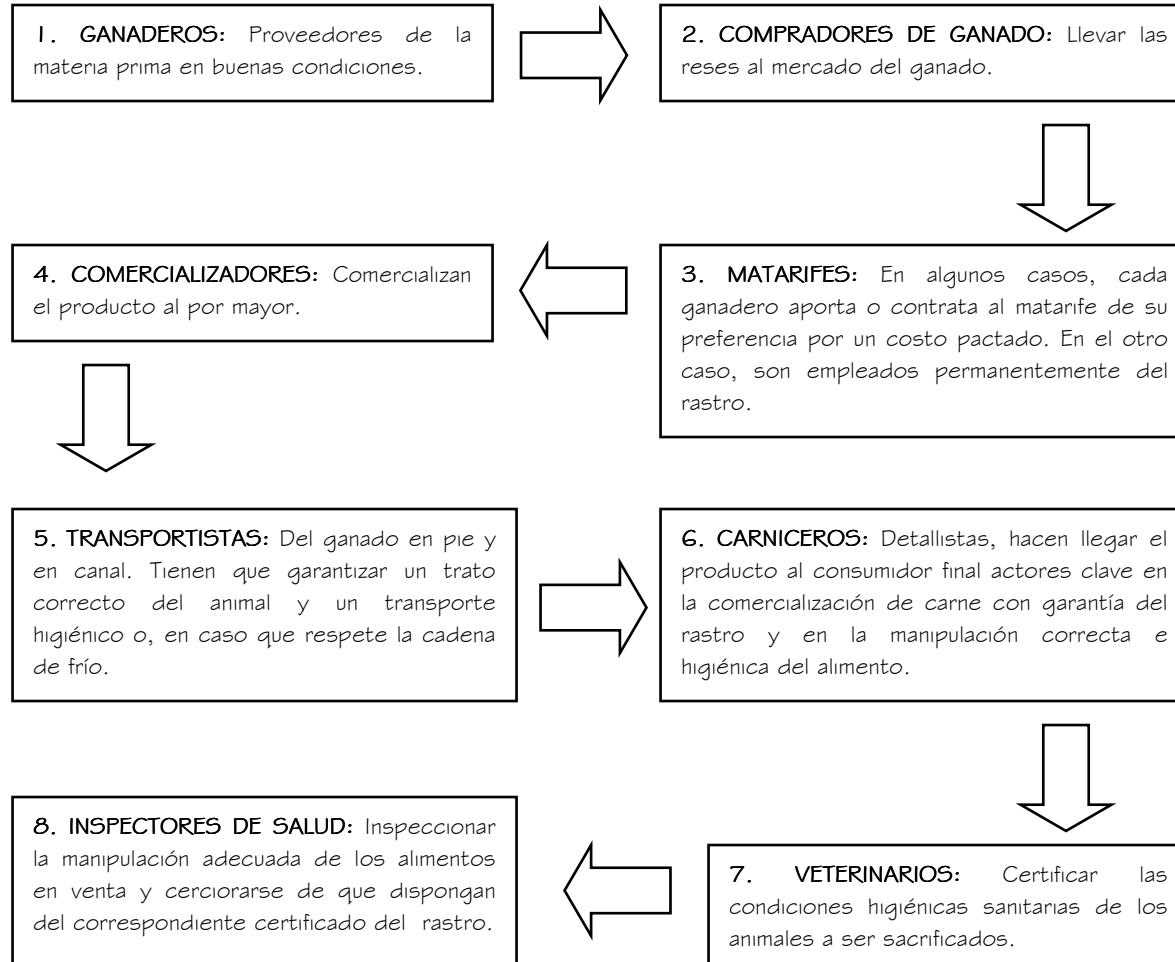 1. GANADEROS: Proveedores de la
materia prima en buenas condiciones.
2. COMPRADORES DE GANADO: Llevar las
reses al mercado del ganado.
3. MATARIFES: En algunos casos, cada
ganadero aporta o contrata al matarife de su
preferencia por un costo pactado. En el otro
caso, son empleados permanentemente del
rastro.
4. COMERCIALIZADORES: Comercializan
el producto al por mayor.
5. TRANSPORTISTAS: Del ganado en pie y
en canal. Tienen que garantizar un trato
correcto del animal y un transporte
higiénico o, en caso que respete la cadena
de frío.
6. CARNICEROS: Detallistas, hacen llegar el
producto al consumidor final actores clave en
la comercialización de carne con garantía del
rastro y en la manipulación correcta e
higiénica del alimento.
7. VETERINARIOS: Certificar las
condiciones higiénicas sanitarias de los
animales a ser sacrificados.
8. INSPECTORES DE SALUD: Inspeccionar
la manipulación adecuada de los alimentos
en venta y cerciorarse de que dispongan
del correspondiente certificado del rastro.